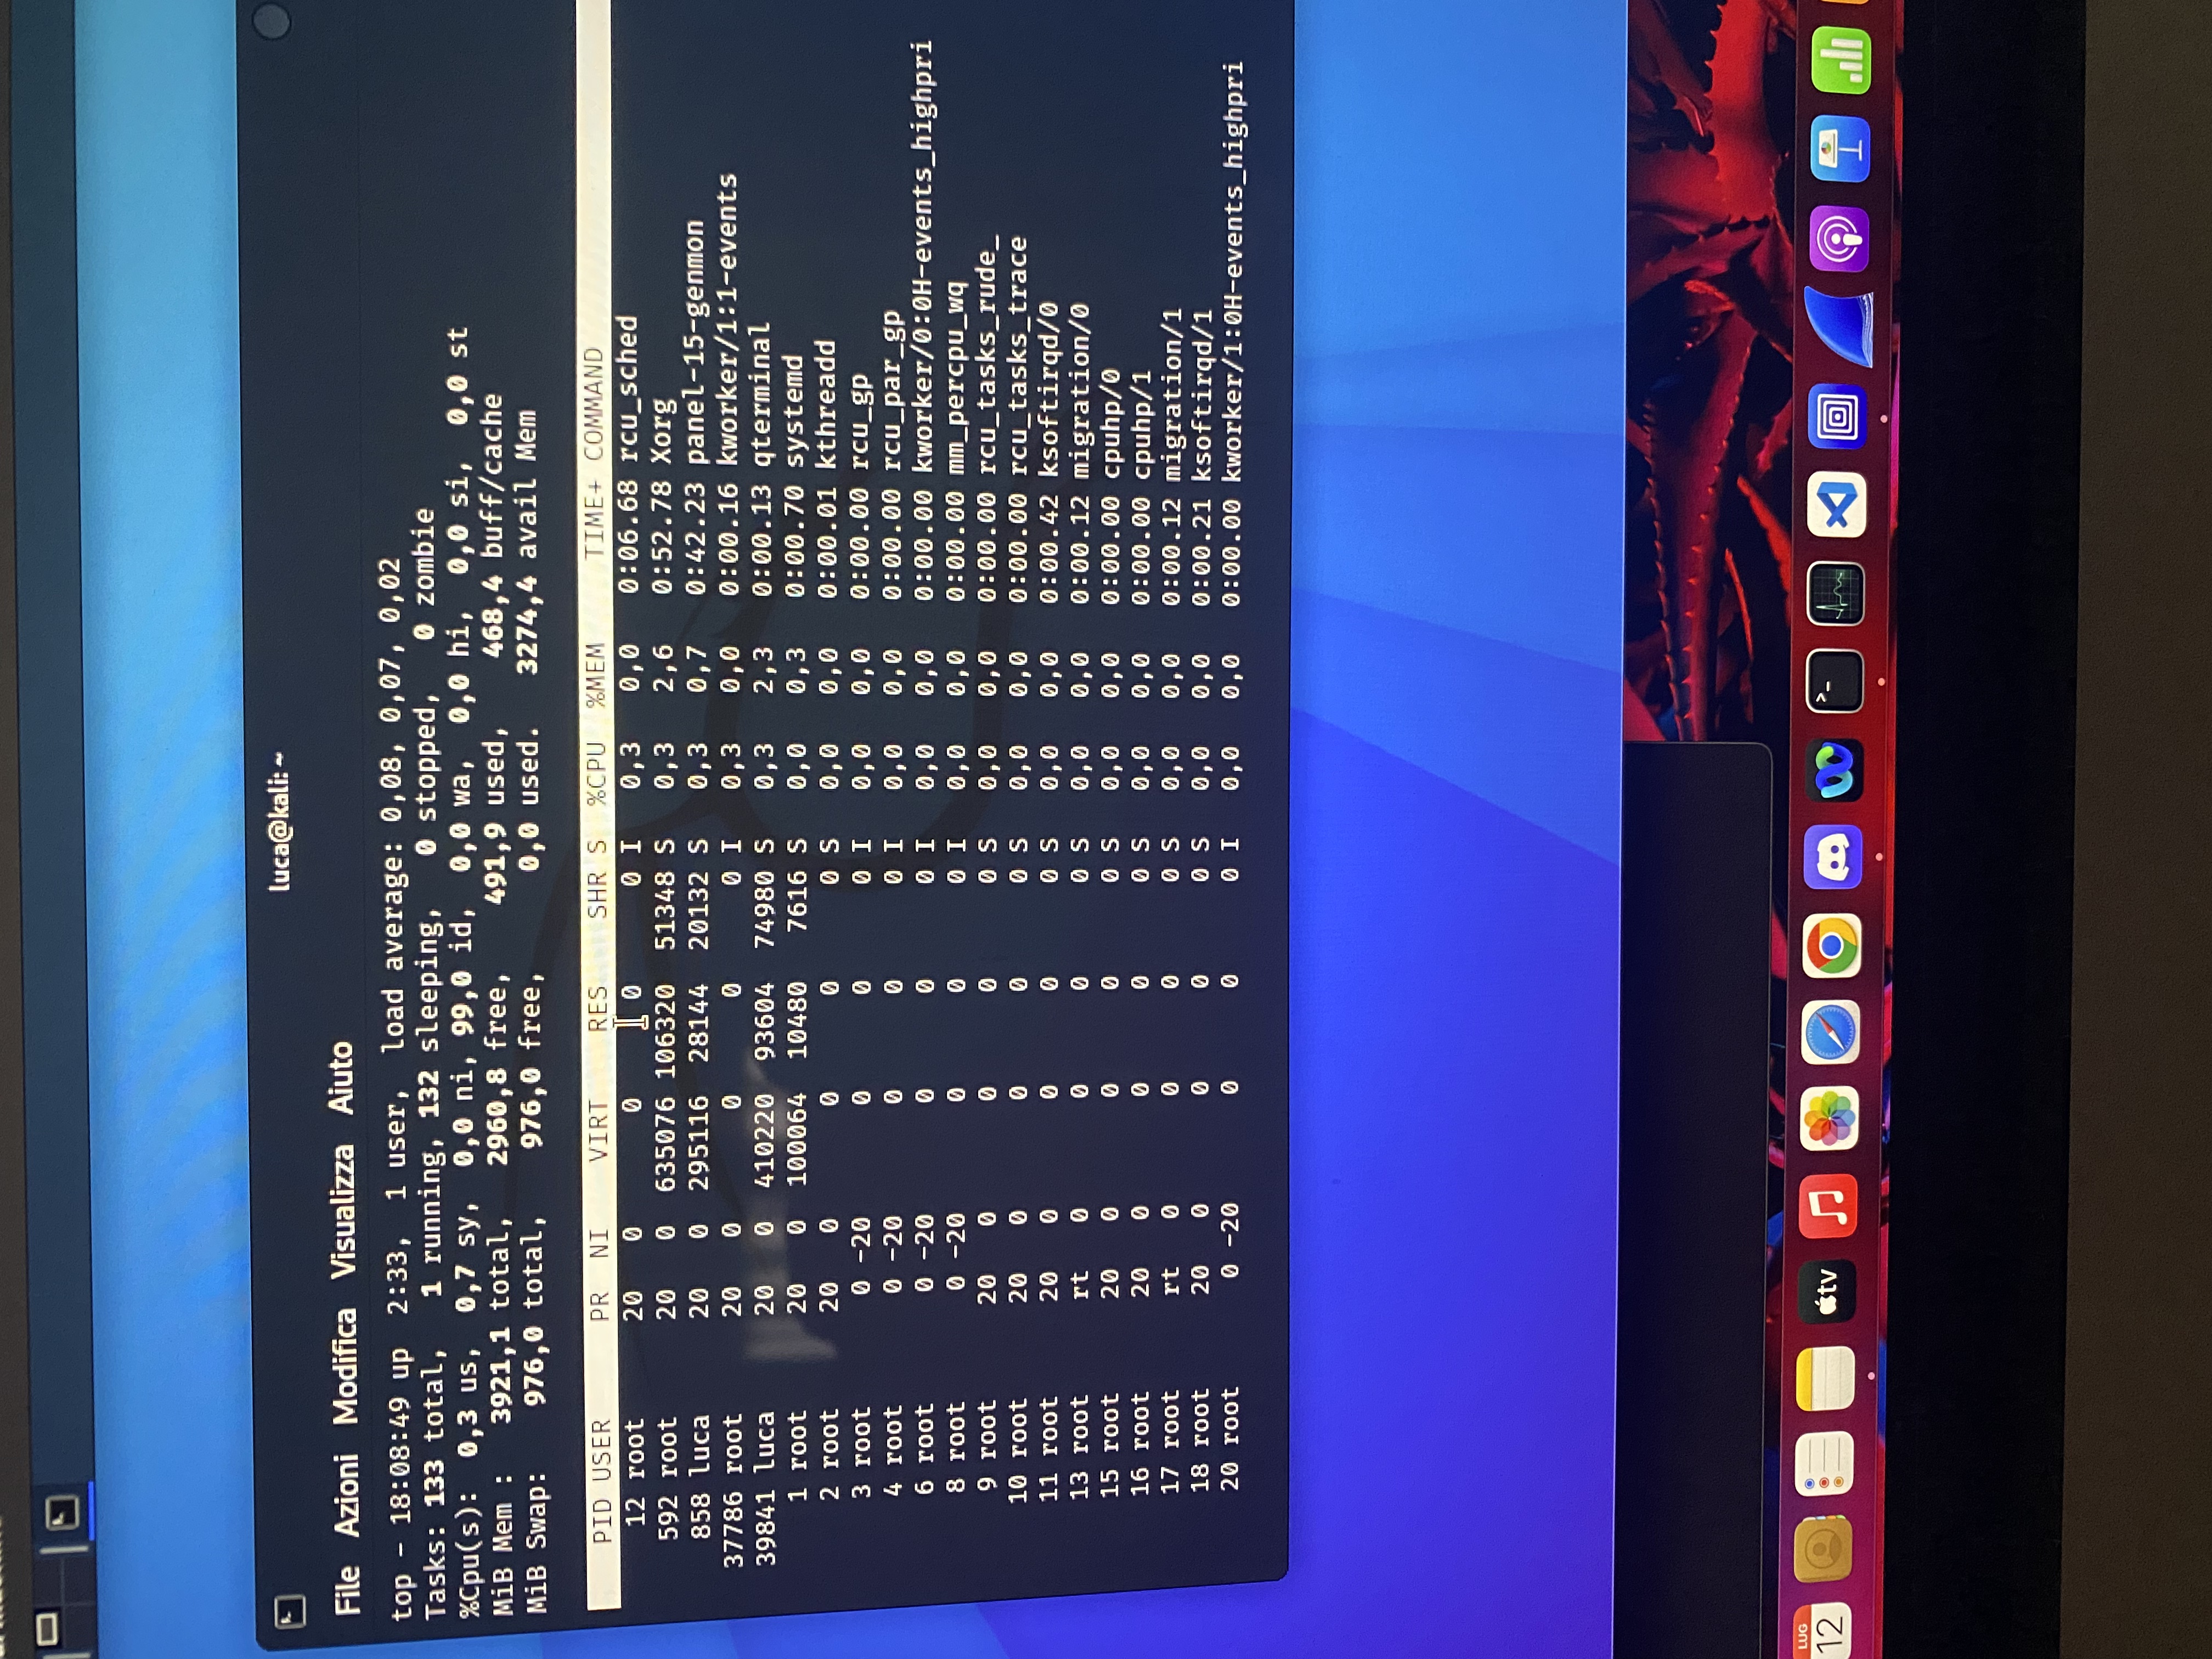 luca@kali: ~
File Azioni Modifica Visualizza Aiuto
top - 18:08:49 up  2:33,  1 user,  load average: 0,08, 0,07, 0,02
Tasks: 133 total,   1 running, 132 sleeping,   0 stopped,   0 zombie
%Cpu(s):  0,3 us,  0,7 sy,  0,0 ni, 99,0 id,  0,0 wa,  0,0 hi,  0,0 si,  0,0 st
MiB Mem :   3921,1 total,   2960,8 free,    491,9 used,    468,4 buff/cache
MiB Swap:    976,0 total,    976,0 free,      0,0 used.   3274,4 avail Mem
PID USER PR NI VIRT RES SHR S %CPU %MEM TIME+ COMMAND
12 root 20 0 0 0 0 I 0,3 0,0 0:06.68 rcu_sched
592 root 20 0 635076 106320 51348 S 0,3 2,6 0:52.78 Xorg
858 luca 20 0 295116 28144 20132 S 0,3 0,7 0:42.23 panel-15-genmon
37786 root 20 0 0 0 0 I 0,3 0,0 0:00.16 kworker/1:1-events
39841 luca 20 0 410220 93604 74980 S 0,3 2,3 0:00.13 qterminal
1 root 20 0 100064 10480 7616 S 0,0 0,3 0:00.70 systemd
2 root 20 0 0 0 0 S 0,0 0,0 0:00.01 kthreadd
3 root 0 -20 0 0 0 I 0,0 0,0 0:00.00 rcu_gp
4 root 0 -20 0 0 0 I 0,0 0,0 0:00.00 rcu_par_gp
6 root 0 -20 0 0 0 I 0,0 0,0 0:00.00 kworker/0:0H-events_highpri
8 root 0 -20 0 0 0 I 0,0 0,0 0:00.00 mm_percpu_wq
9 root 20 0 0 0 0 S 0,0 0,0 0:00.00 rcu_tasks_rude_
10 root 20 0 0 0 0 S 0,0 0,0 0:00.00 rcu_tasks_trace
11 root 20 0 0 0 0 S 0,0 0,0 0:00.42 ksoftirqd/0
13 root rt 0 0 0 0 S 0,0 0,0 0:00.12 migration/0
15 root 20 0 0 0 0 S 0,0 0,0 0:00.00 cpuhp/0
16 root 20 0 0 0 0 S 0,0 0,0 0:00.00 cpuhp/1
17 root rt 0 0 0 0 S 0,0 0,0 0:00.12 migration/1
18 root 20 0 0 0 0 S 0,0 0,0 0:00.21 ksoftirqd/1
20 root 0 -20 0 0 0 I 0,0 0,0 0:00.00 kworker/1:0H-events_highpri
LUG
12
tv
>_